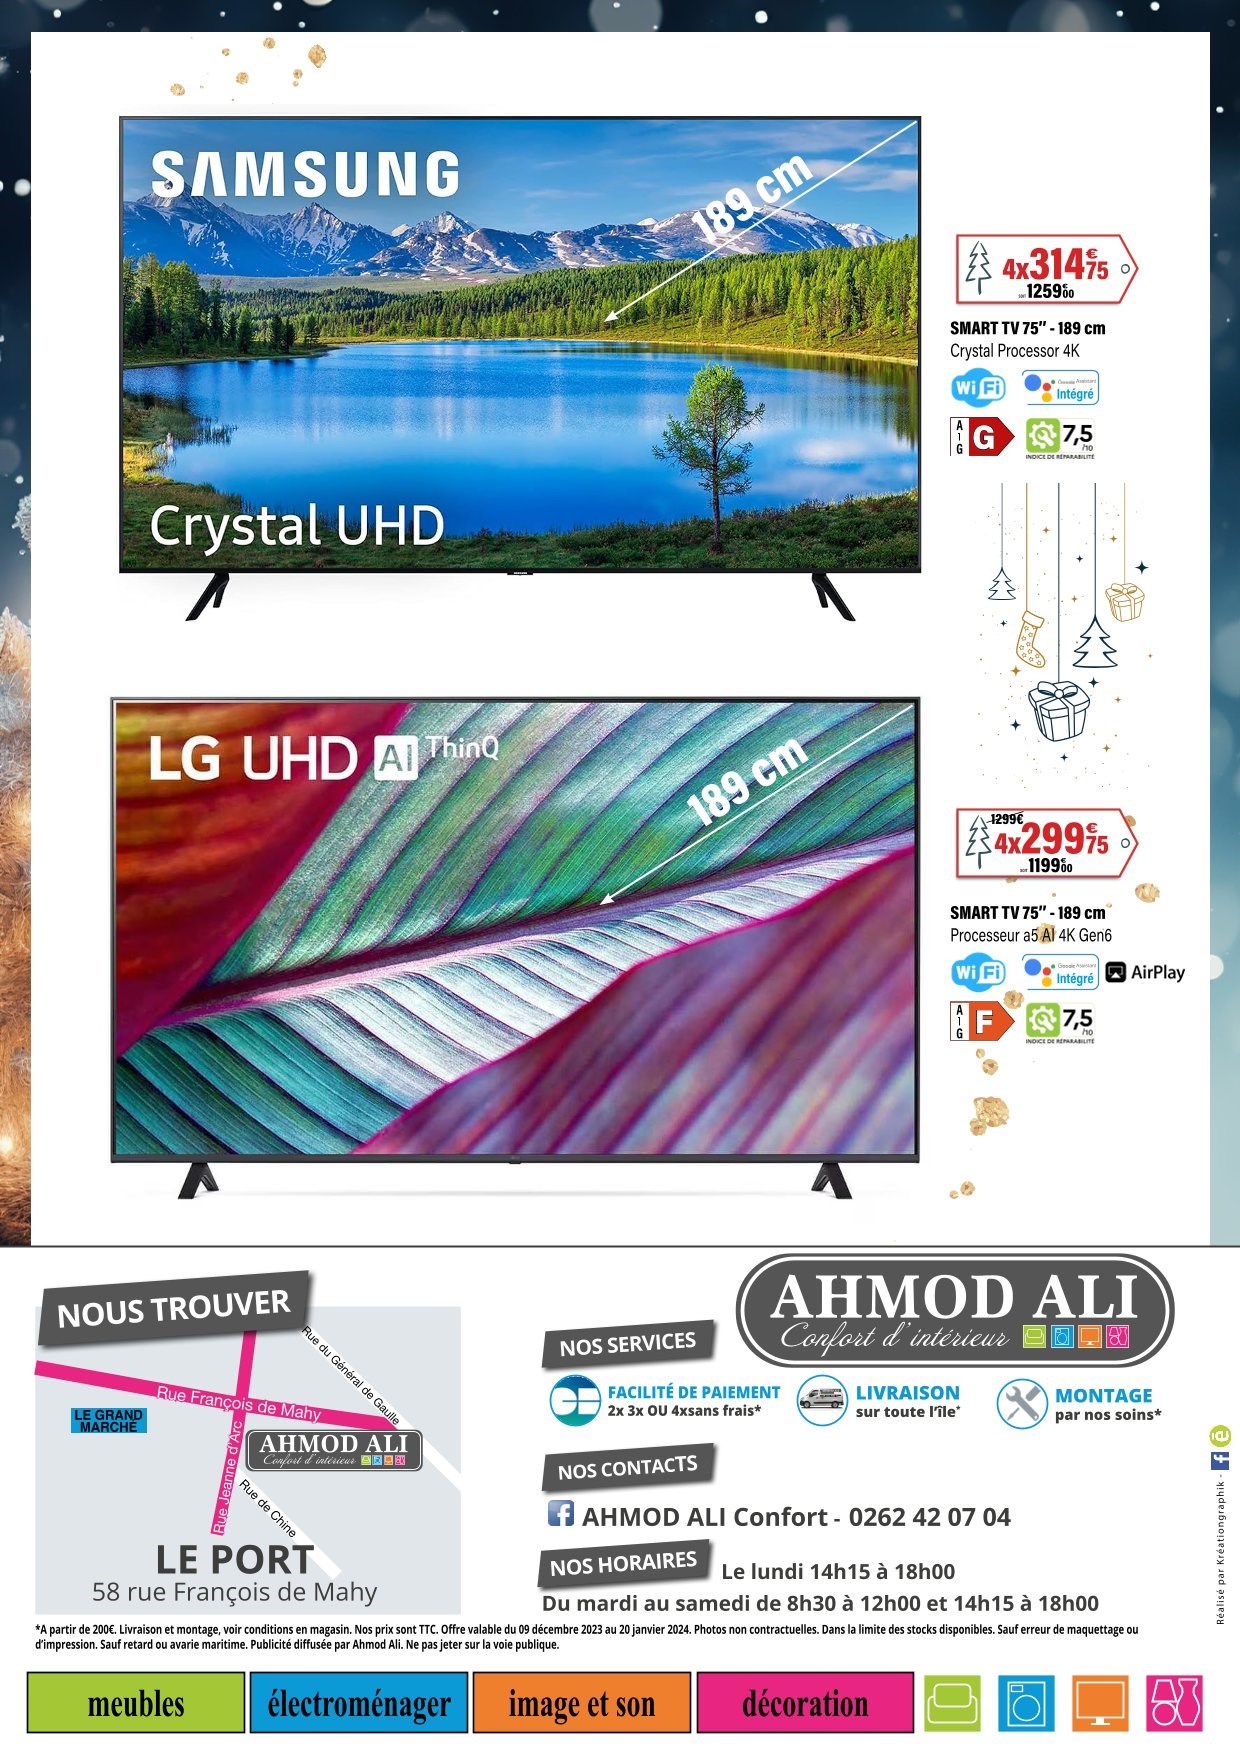 SAMSUNG
189 cm
Crystal UHD
4x314€75
soit 1259€00
SMART TV 75" - 189 cm
Crystal Processor 4K
WiFi
Google Assistant
Intégré
A
G
G
7,5
/10
INDICE DE RÉPARABILITÉ
LG UHD AI ThinQ
189 cm
1299€
4x299€75
soit 1199€00
SMART TV 75" - 189 cm
Processeur a5 AI 4K Gen6
WiFi
Google Assistant
Intégré
AirPlay
A
G
F
7,5
/10
INDICE DE RÉPARABILITÉ
NOUS TROUVER
Rue du Général de Gaulle
Rue François de Mahy
LE GRAND
MARCHÉ
Rue Jeanne d'Arc
AHMOD ALI
Confort d'intérieur
Rue de Chine
LE PORT
58 rue François de Mahy
AHMOD ALI
Confort d'intérieur
NOS SERVICES
FACILITÉ DE PAIEMENT
2x 3x OU 4xsans frais*
LIVRAISON
sur toute l'île*
MONTAGE
par nos soins*
NOS CONTACTS
AHMOD ALI Confort - 0262 42 07 04
NOS HORAIRES
Le lundi 14h15 à 18h00
Du mardi au samedi de 8h30 à 12h00 et 14h15 à 18h00
Réalisé par Kréationgraphik -
*A partir de 200€. Livraison et montage, voir conditions en magasin. Nos prix sont TTC. Offre valable du 09 décembre 2023 au 20 janvier 2024. Photos non contractuelles. Dans la limite des stocks disponibles. Sauf erreur de maquettage ou
d'impression. Sauf retard ou avarie maritime. Publicité diffusée par Ahmod Ali. Ne pas jeter sur la voie publique.
meubles
électroménager
image et son
décoration